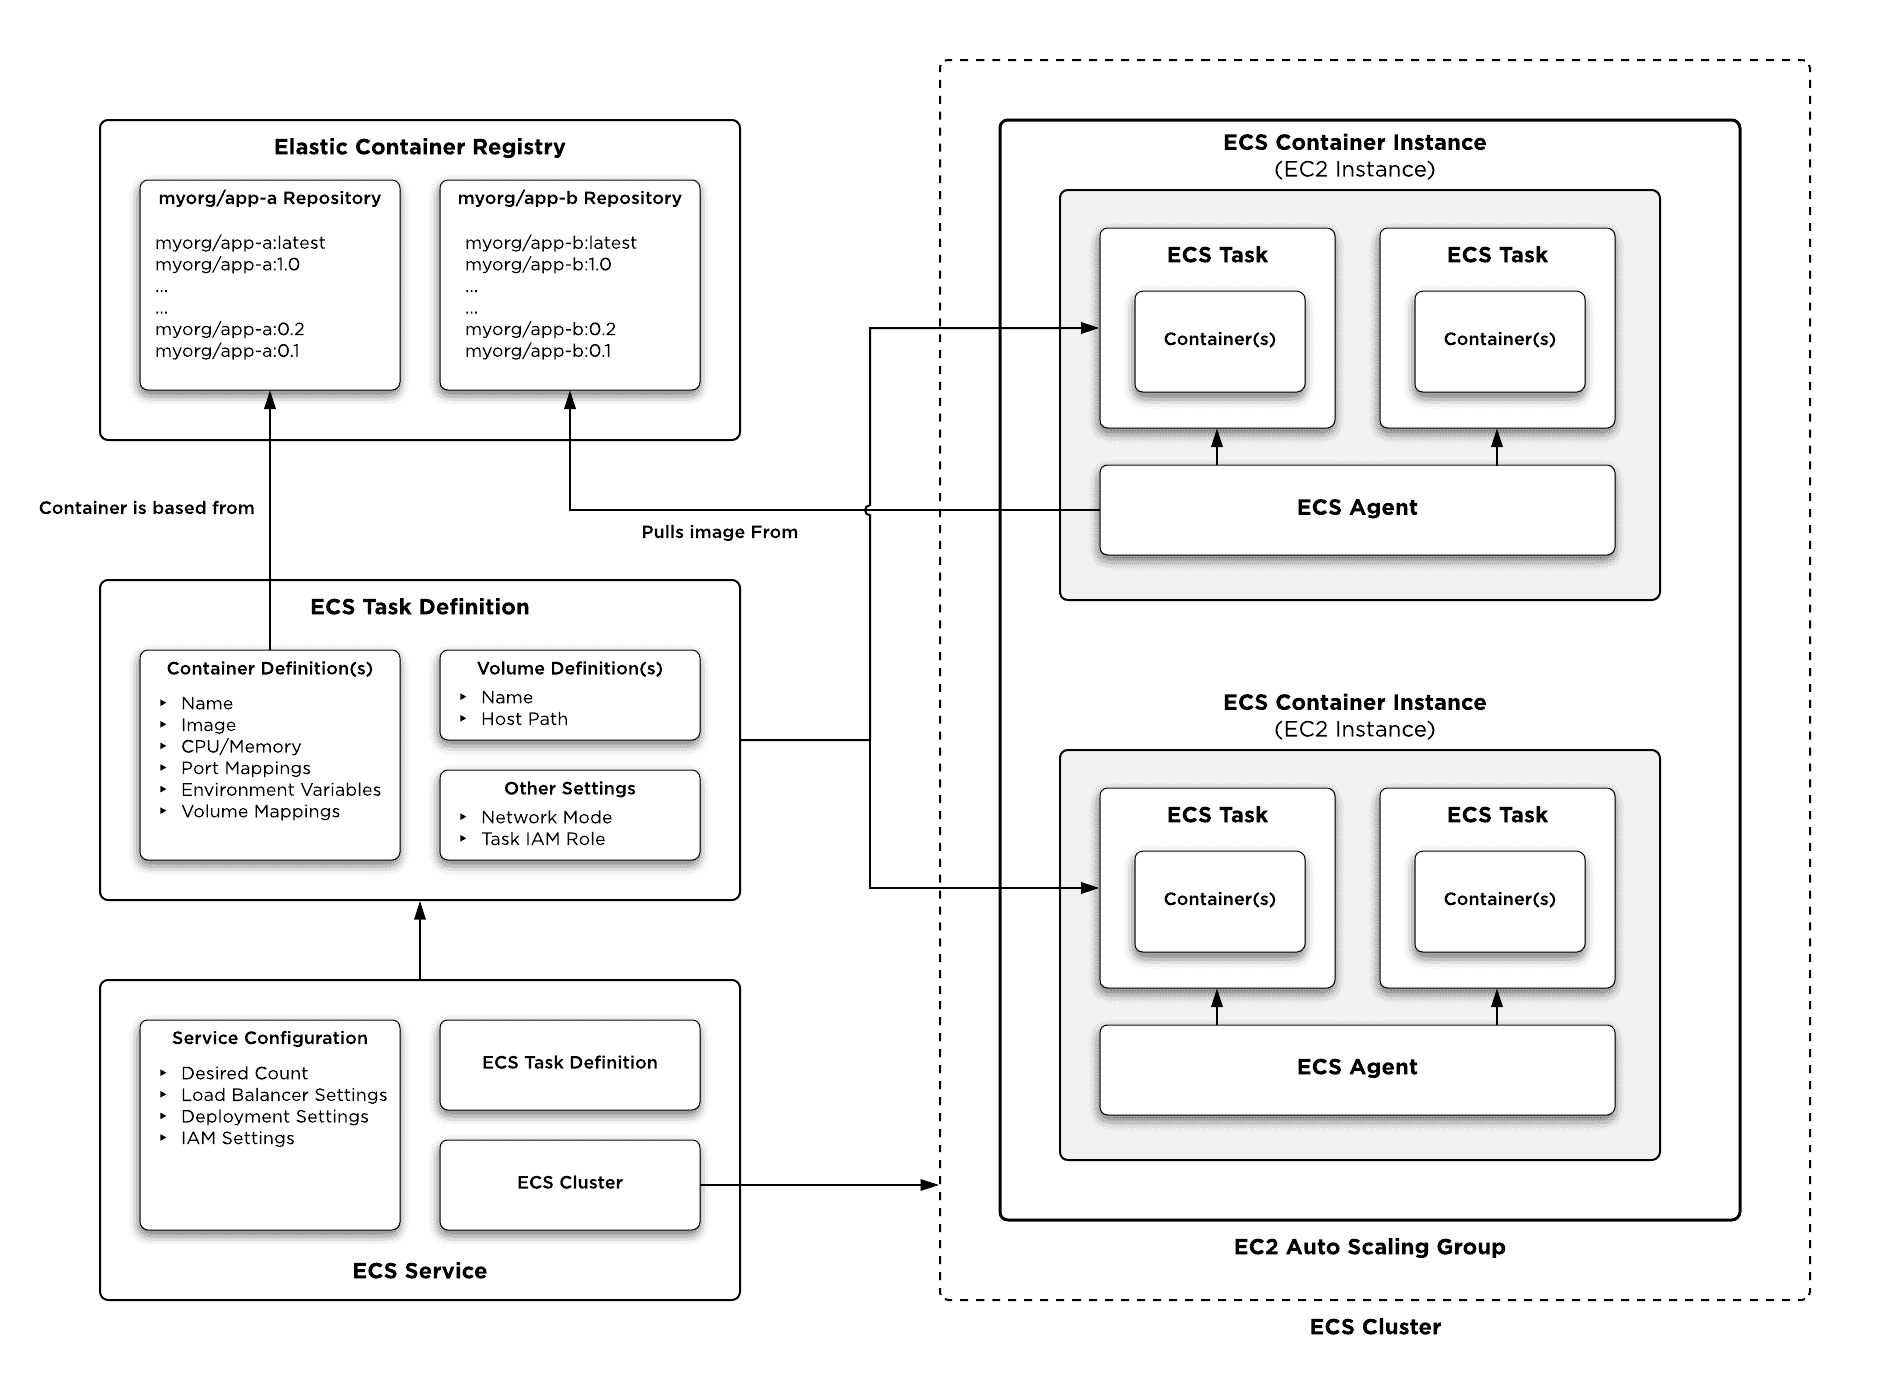 Elastic Container Registry
myorg/app-a Repository
myorg/app-a:latest
myorg/app-a:1.0
...
...
myorg/app-a:0.2
myorg/app-a:0.1
myorg/app-b Repository
myorg/app-b:latest
myorg/app-b:1.0
...
...
myorg/app-b:0.2
myorg/app-b:0.1
Container is based from
Pulls image From
ECS Task Definition
Container Definition(s)
‣ Name
‣ Image
‣ CPU/Memory
‣ Port Mappings
‣ Environment Variables
‣ Volume Mappings
Volume Definition(s)
‣ Name
‣ Host Path
Other Settings
‣ Network Mode
‣ Task IAM Role
Service Configuration
‣ Desired Count
‣ Load Balancer Settings
‣ Deployment Settings
‣ IAM Settings
ECS Task Definition
ECS Cluster
ECS Service
ECS Container Instance
(EC2 Instance)
ECS Task
Container(s)
ECS Task
Container(s)
ECS Agent
ECS Container Instance
(EC2 Instance)
ECS Task
Container(s)
ECS Task
Container(s)
ECS Agent
EC2 Auto Scaling Group
ECS Cluster